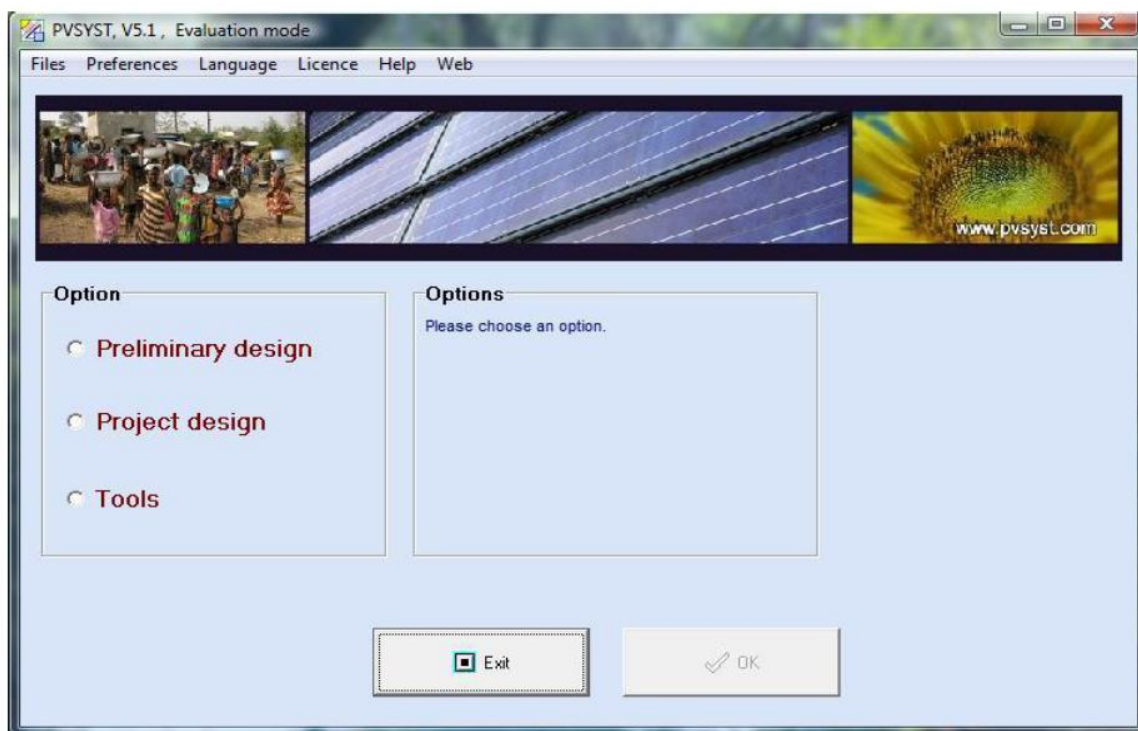 PVSYST, V5.1 , Evaluation mode
Files Preferences Language Licence Help Web
www.pvsyst.com
Option
Preliminary design
Project design
Tools
Options
Please choose an option.
Exit
OK